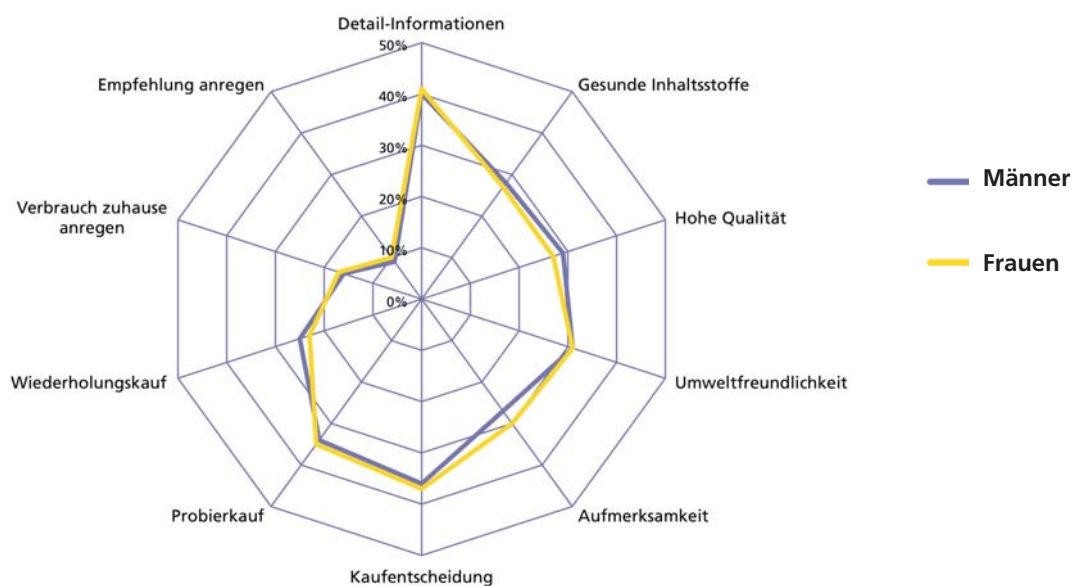 Detail-Informationen
50%
Empfehlung anregen
Gesunde Inhaltsstoffe
40%
30%
Männer
Verbrauch zuhause
anregen
Hohe Qualität
20%
Frauen
10%
0%
Wiederholungskauf
Umweltfreundlichkeit
Probierkauf
Aufmerksamkeit
Kaufentscheidung